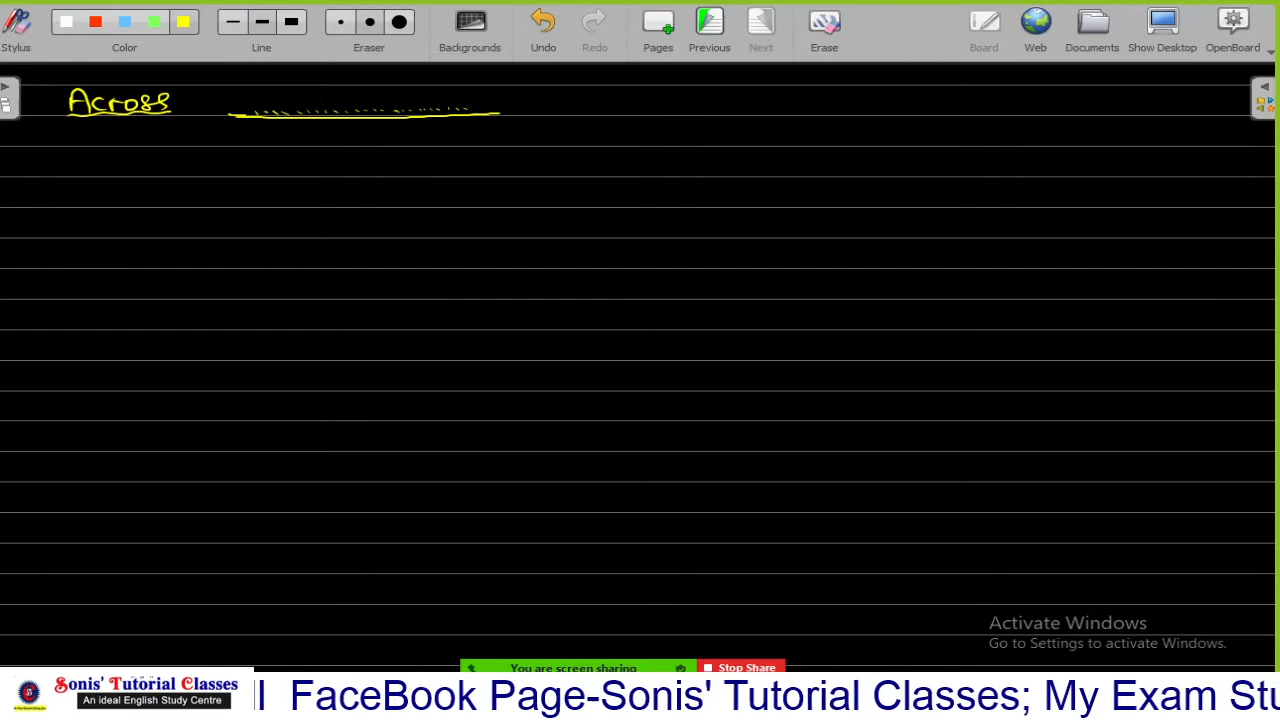 Stylus Color Line Eraser Backgrounds Undo Redo Pages Previous Next Erase Board Web Documents Show Desktop OpenBoard
Across
Activate Windows
Go to Settings to activate Windows.
You are screen sharing Stop Share
Sonis' Tutorial Classes
An ideal English Study Centre
FaceBook Page-Sonis' Tutorial Classes; My Exam Stu